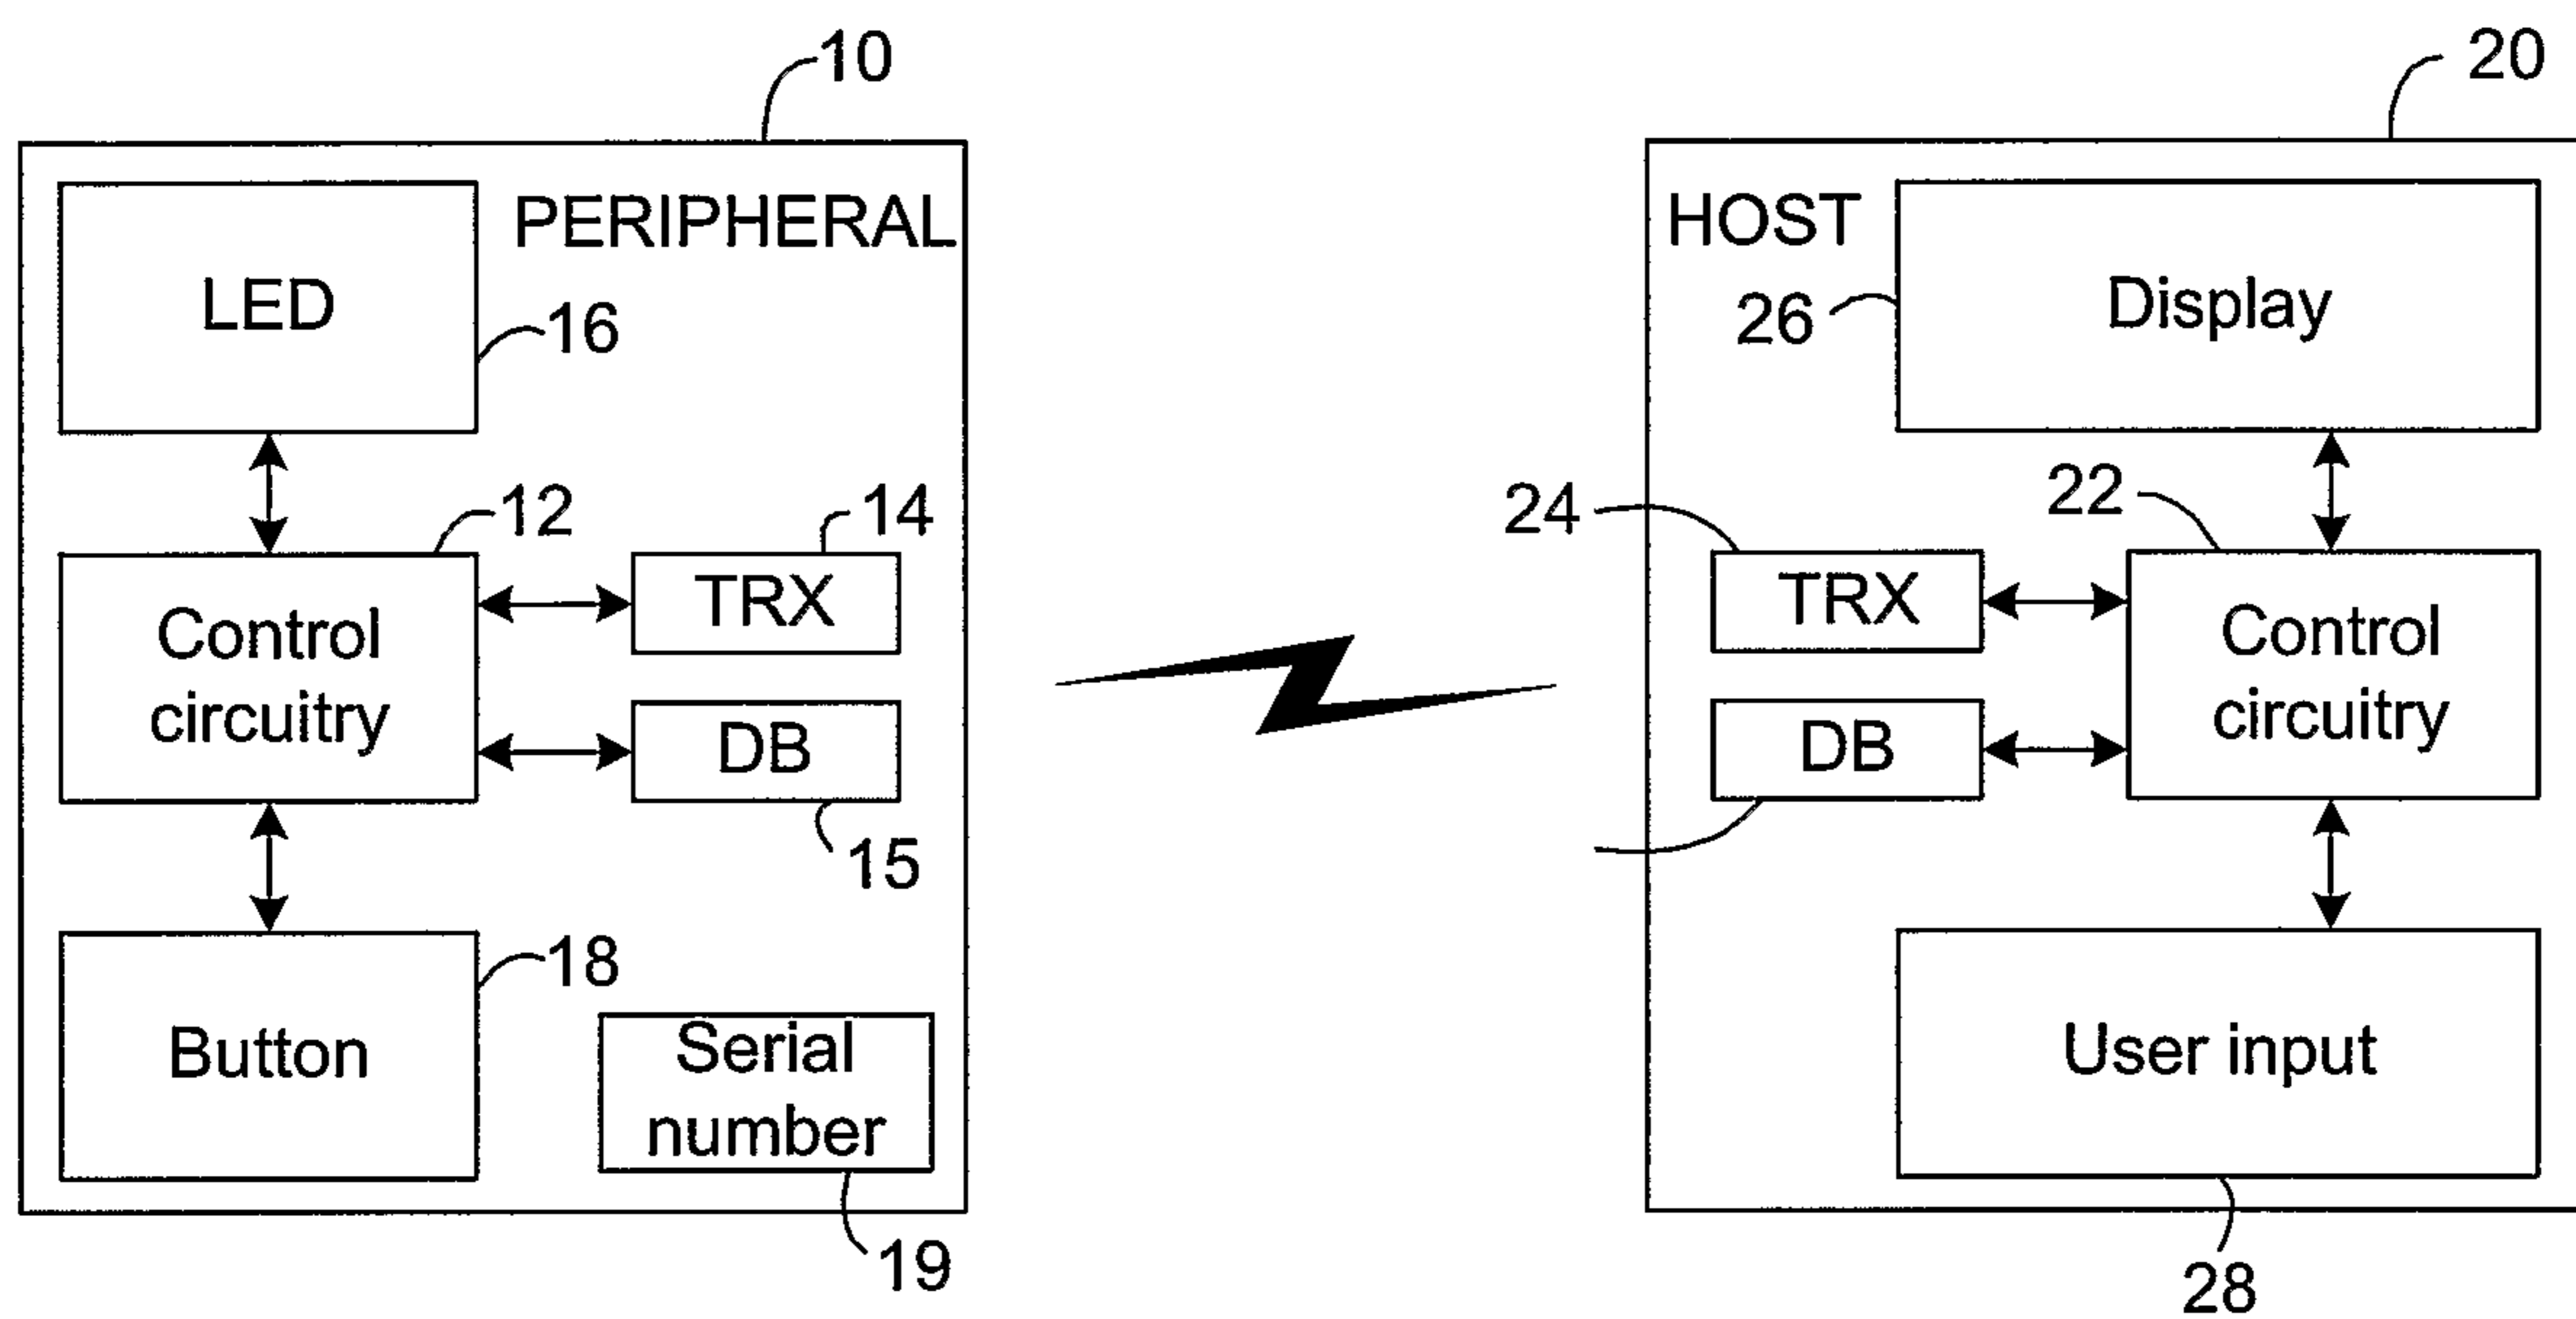 10
PERIPHERAL
LED
16
12
14
TRX
Control
circuitry
DB
15
18
Button
Serial
number
19
20
HOST
Display
26
24
22
TRX
Control
circuitry
DB
User input
28